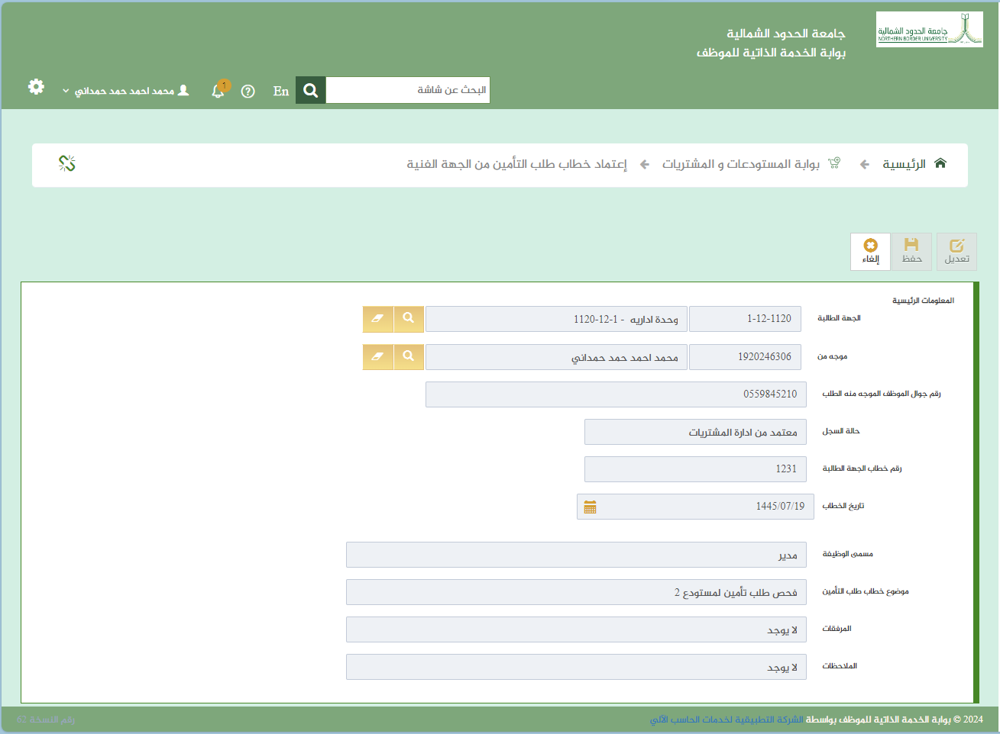 جامعة الحدود الشمالية
NORTHERN BORDER UNIVERSITY
جامعة الحدود الشمالية
بوابة الخدمة الذاتية للموظف
البحث عن شاشة
En
1
محمد احمد حمد حمداني
الرئيسية
بوابة المستودعات و المشتريات
إعتماد خطاب طلب التأمين من الجهة الفنية
تعديل
حفظ
إلغاء
المعلومات الرئيسية
الجهة الطالبة
1-12-1120
وحدة اداريه - 1-12-1120
موجه من
1920246306
محمد احمد حمد حمداني
رقم جوال الموظف الموجه منه الطلب
0559845210
حالة السجل
معتمد من ادارة المشتريات
رقم خطاب الجهة الطالبة
1231
تاريخ الخطاب
1445/07/19
مسمى الوظيفة
مدير
موضوع خطاب طلب التأمين
فحص طلب تأمين لمستودع 2
المرفقات
لا يوجد
الملاحظات
لا يوجد
2024 © بوابة الخدمة الذاتية للموظف بواسطة الشركة التطبيقية لخدمات الحاسب الآلي
رقم النسخة 62